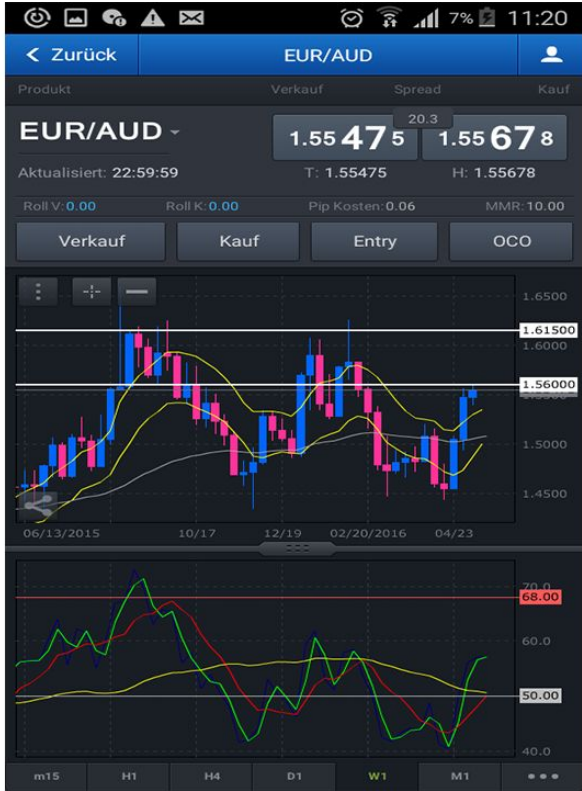 7% 11:20
Zurück EUR/AUD
Produkt Verkauf Spread Kauf
20.3
EUR/AUD 1.55 47 5 1.55 67 8
Aktualisiert: 22:59:59 T: 1.55475 H: 1.55678
Roll V:0.00 Roll K:0.00 Pip Kosten:0.06 MMR:10.00
Verkauf Kauf Entry OCO
1.6500
1.61500
1.6000
1.56000
1.5000
1.4500
06/13/2015 10/17 12/19 02/20/2016 04/23
70.0
68.00
60.0
50.00
40.0
m15 H1 H4 D1 W1 M1